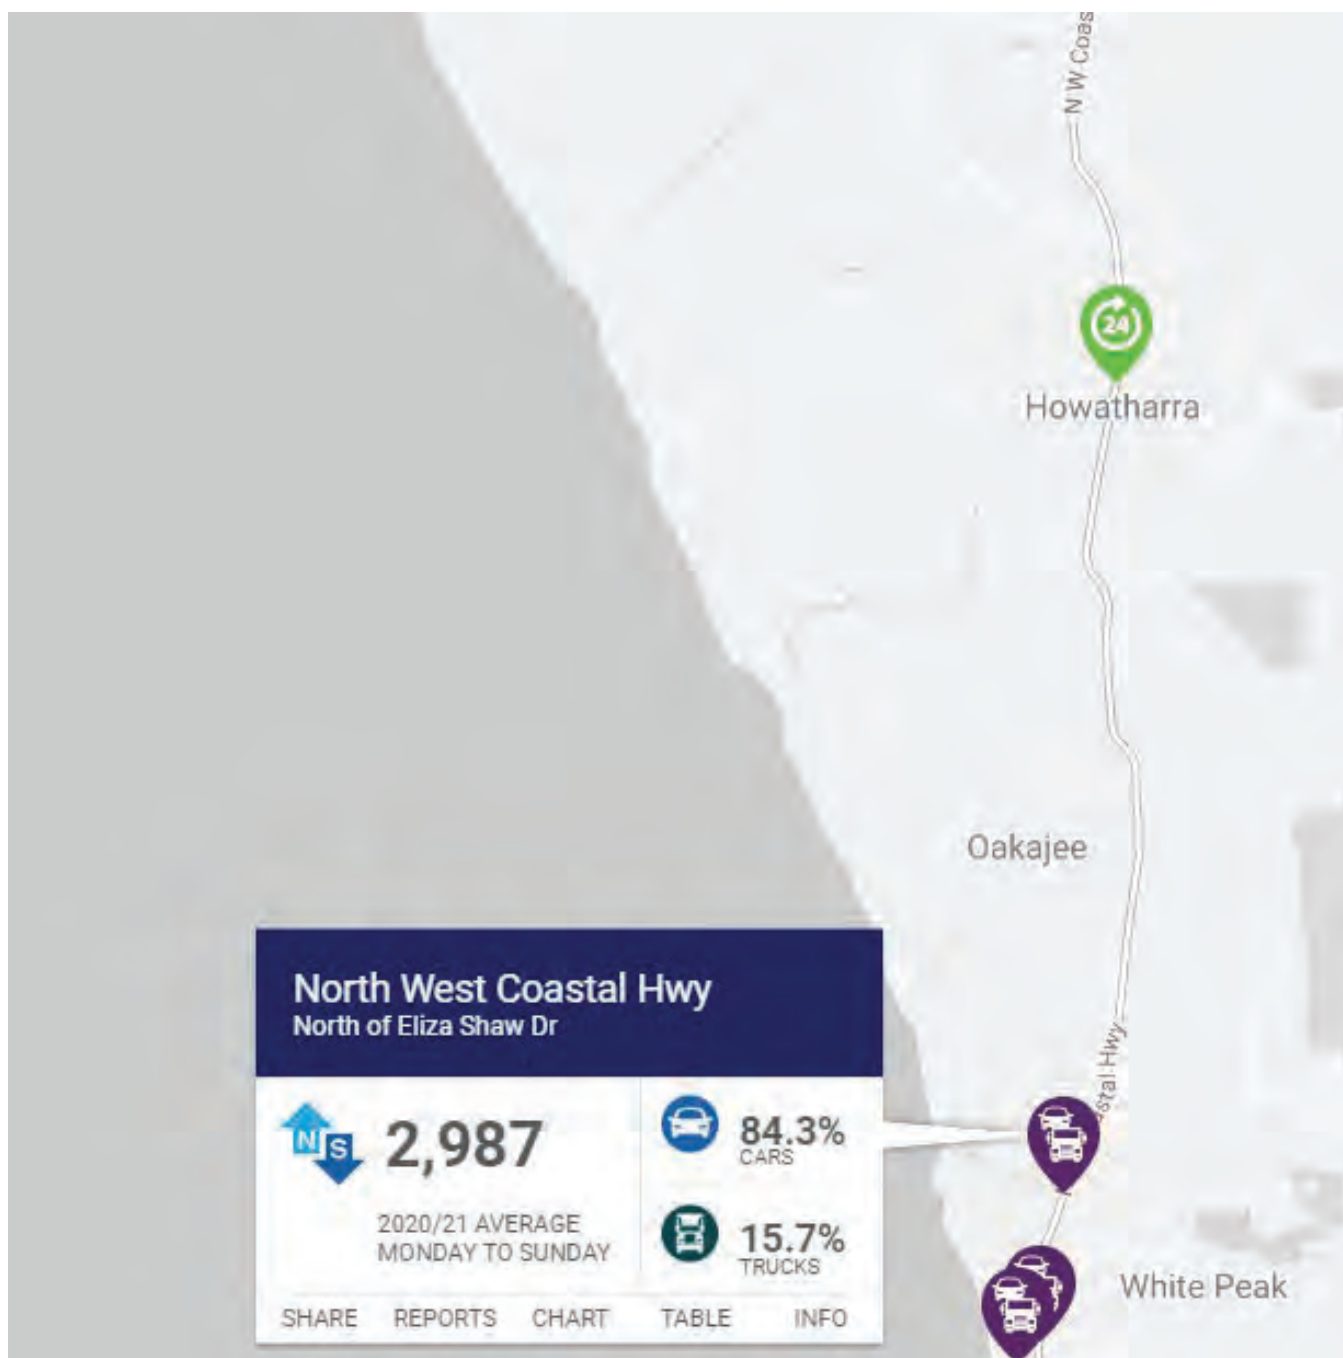 N W Coas
24
Howatharra
Oakajee
stal Hwy
North West Coastal Hwy
North of Eliza Shaw Dr
N S
2,987
2020/21 AVERAGE
MONDAY TO SUNDAY
84.3%
CARS
15.7%
TRUCKS
SHARE REPORTS CHART TABLE INFO
White Peak